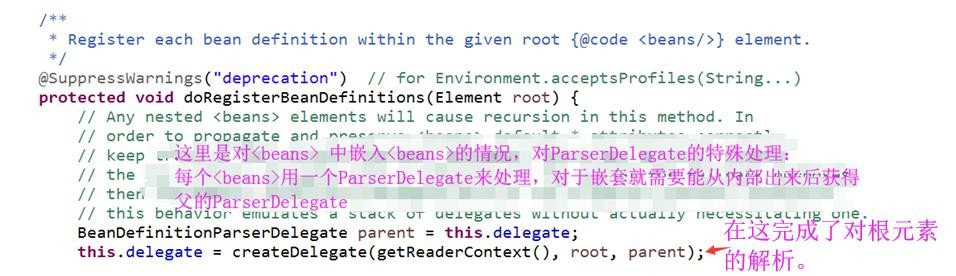 /**
 * Register each bean definition within the given root {@code <beans/>} element.
 */
@SuppressWarnings("deprecation")  // for Environment.acceptsProfiles(String...)
protected void doRegisterBeanDefinitions(Element root) {
// Any nested <beans> elements will cause recursion in this method. In
// order to propagate and preserve <beans> default-* attributes correctly,
// keep
这里是对<beans> 中嵌入<beans>的情况，对ParserDelegate的特殊处理：
// the
每个<beans>用一个ParserDelegate来处理，对于嵌套就需要能从内部出来后获得
// then
父的ParserDelegate
// this behavior emulates a stack of delegates without actually necessitating one.
BeanDefinitionParserDelegate parent = this.delegate;
this.delegate = createDelegate(getReaderContext(), root, parent);
在这完成了对根元素
的解析。